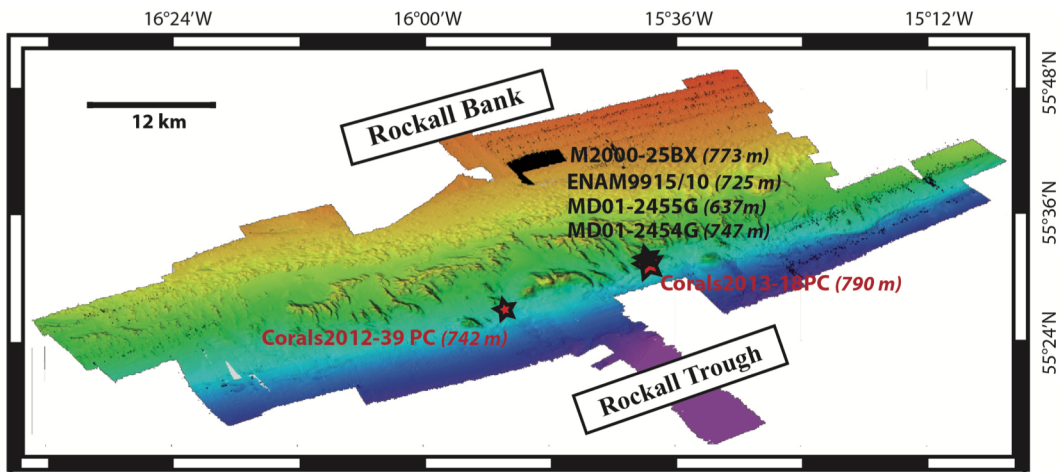 16°24′W
16°00′W
15°36′W
15°12′W
55°48′N
12 km
Rockall Bank
M2000-25BX (773 m)
ENAM9915/10 (725 m)
MD01-2455G (637m)
MD01-2454G (747 m)
55°36′N
Corals2013-18PC (790 m)
Corals2012-39 PC (742 m)
55°24′N
Rockall Trough